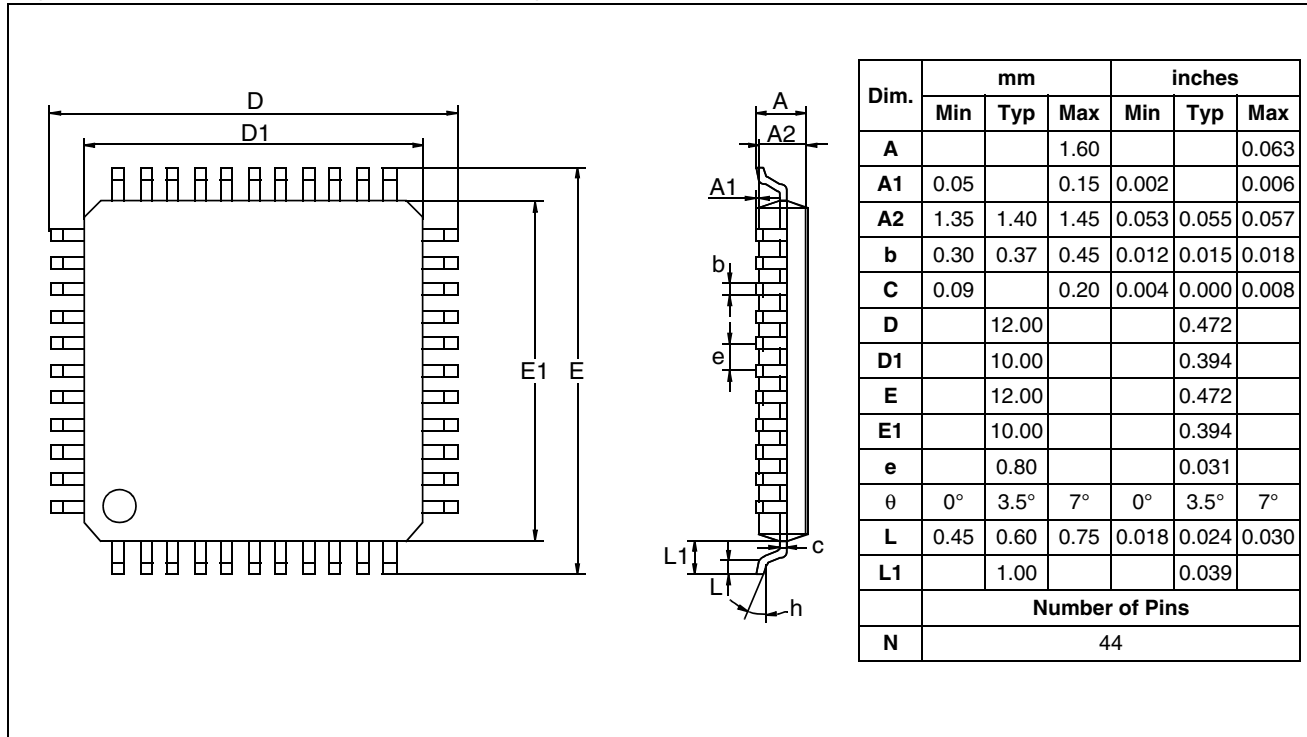 D
D1
E1
E
A
A2
A1
b
e
L1
L
c
h
Dim. mm inches
Min Typ Max Min Typ Max
A 1.60 0.063
A1 0.05 0.15 0.002 0.006
A2 1.35 1.40 1.45 0.053 0.055 0.057
b 0.30 0.37 0.45 0.012 0.015 0.018
C 0.09 0.20 0.004 0.000 0.008
D 12.00 0.472
D1 10.00 0.394
E 12.00 0.472
E1 10.00 0.394
e 0.80 0.031
θ 0° 3.5° 7° 0° 3.5° 7°
L 0.45 0.60 0.75 0.018 0.024 0.030
L1 1.00 0.039
Number of Pins
N 44